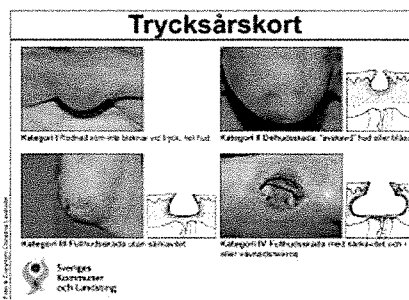 Trycksårskort
Kategori I Rodnad som inte bleknar vid tryck, hel hud
Kategori II Delhudsskada, "avskavd" hud eller blåsa
Kategori III Fullhudsskada utan sårkavitet
Kategori IV Fullhudsskada med sårkavitet och
eller vävnadsnekros
Sveriges
Kommuner
och Landsting